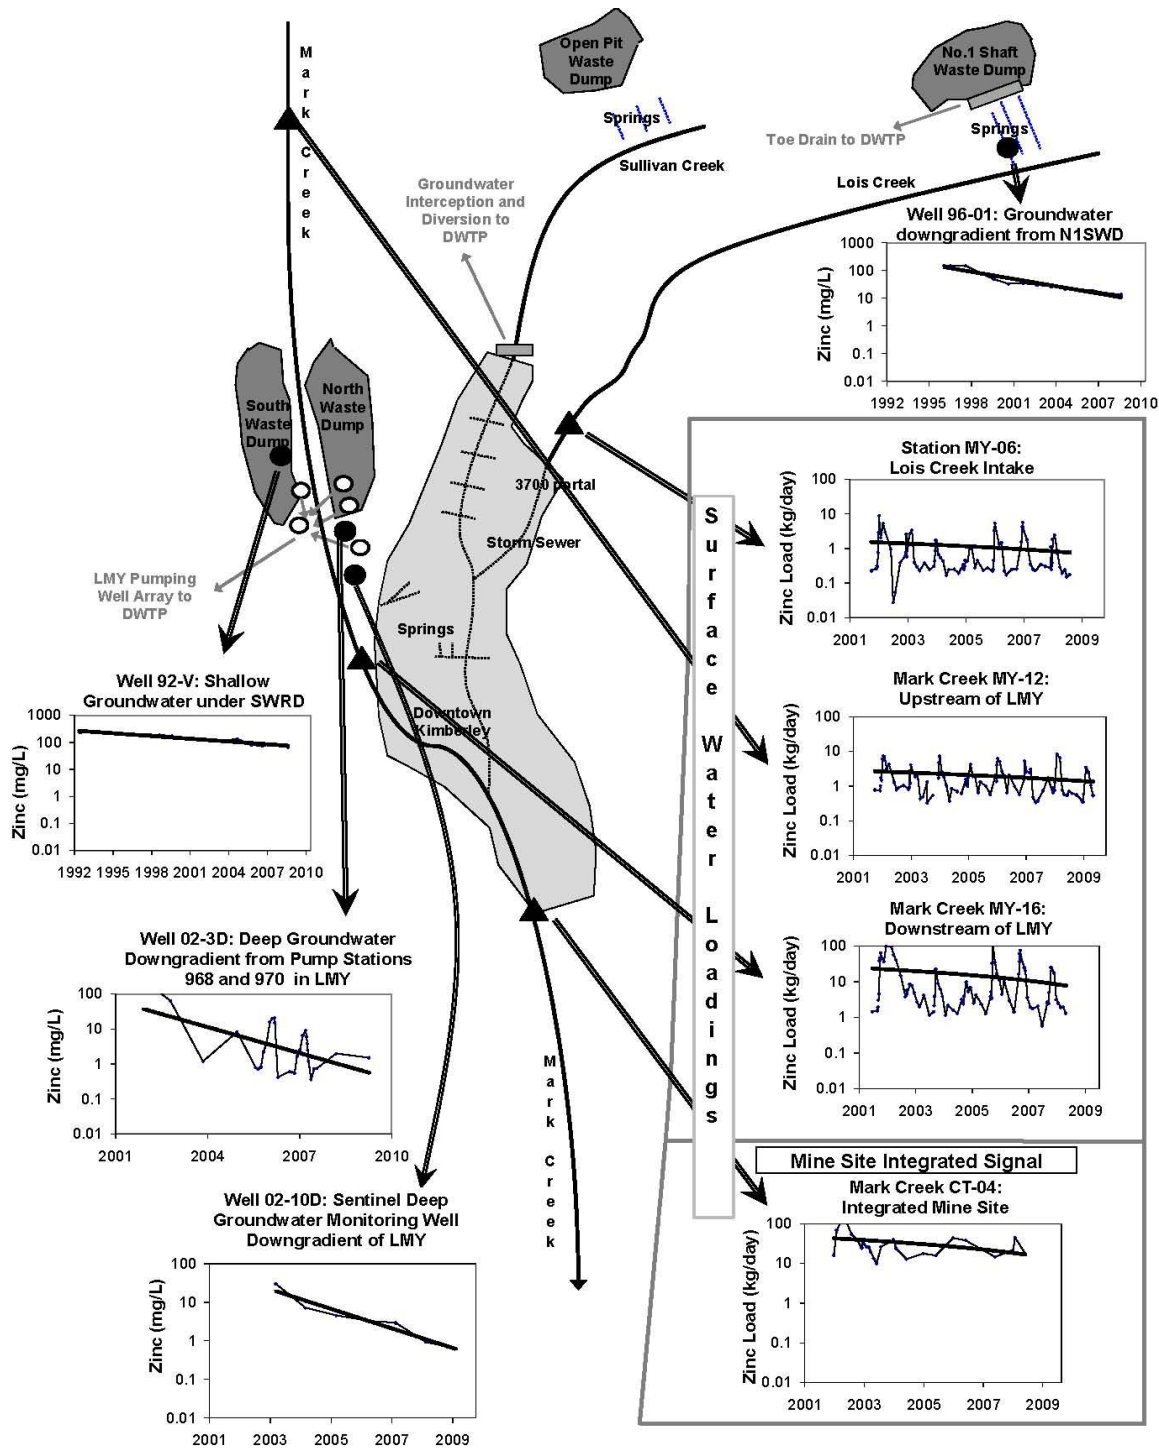 Mark Creek
Open Pit
Waste
Dump
Springs
Sullivan Creek
No.1 Shaft
Waste Dump
Springs
Toe Drain to DWTP
Lois Creek
Groundwater
Interception and
Diversion to
DWTP
Well 96-01: Groundwater
downgradient from N1SWD
Zinc (mg/L)
1000
100
10
1
0.1
0.01
1992 1995 1998 2001 2004 2007 2010
South
Waste
Dump
North
Waste
Dump
3700 portal
Storm Sewer
LMY Pumping
Well Array to
DWTP
Springs
Downtown
Kimberley
Surface Water Loadings
Station MY-06:
Lois Creek Intake
Zinc Load (kg/day)
100
10
1
0.1
0.01
2001 2003 2005 2007 2009
Well 92-V: Shallow
Groundwater under SWRD
Zinc (mg/L)
1000
100
10
1
0.1
0.01
1992 1995 1998 2001 2004 2007 2010
Mark Creek MY-12:
Upstream of LMY
Zinc Load (kg/day)
100
10
1
0.1
0.01
2001 2003 2005 2007 2009
Mark Creek MY-16:
Downstream of LMY
Zinc Load (kg/day)
100
10
1
0.1
0.01
2001 2003 2005 2007 2009
Well 02-3D: Deep Groundwater
Downgradient from Pump Stations
968 and 970 in LMY
Zinc (mg/L)
100
10
1
0.1
0.01
2001 2004 2007 2010
Mark Creek
Mine Site Integrated Signal
Mark Creek CT-04:
Integrated Mine Site
Zinc Load (kg/day)
100
10
1
0.1
0.01
2001 2003 2005 2007 2009
Well 02-10D: Sentinel Deep
Groundwater Monitoring Well
Downgradient of LMY
Zinc (mg/L)
100
10
1
0.1
0.01
2001 2003 2005 2007 2009